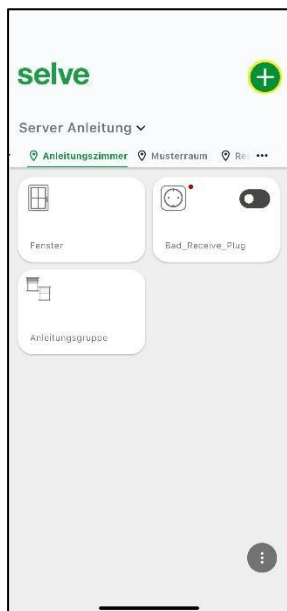 selve
Server Anleitung
Anleitungszimmer Musterraum
Fenster Bad_Receive_Plug
Anleitungsgruppe